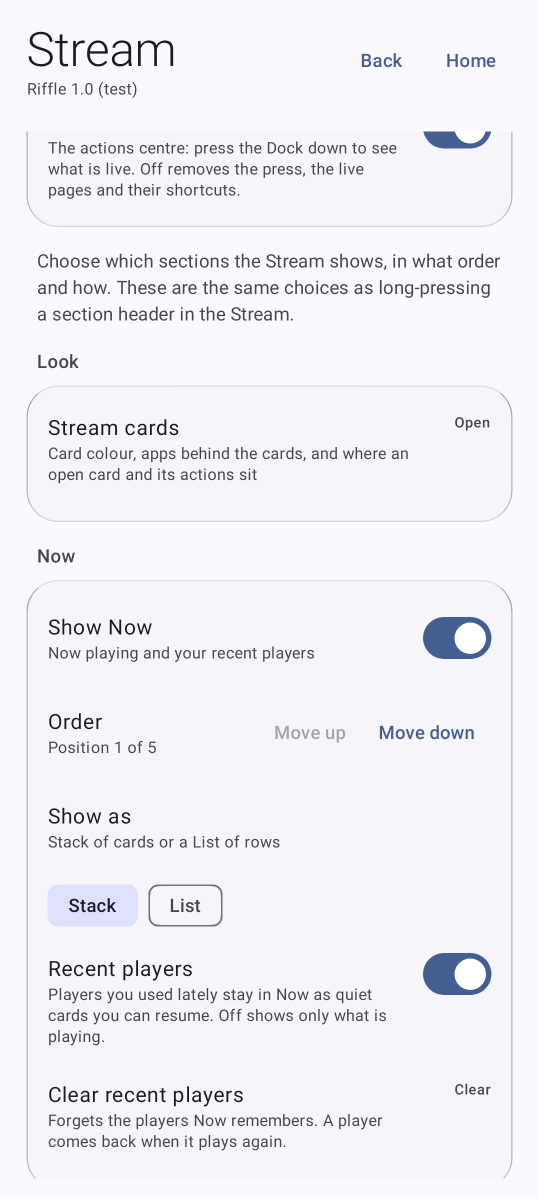 Stream
Back
Home
Riffle 1.0 (test)
The actions centre: press the Dock down to see
what is live. Off removes the press, the live
pages and their shortcuts.
Choose which sections the Stream shows, in what order
and how. These are the same choices as long-pressing
a section header in the Stream.
Look
Stream cards
Open
Card colour, apps behind the cards, and where an
open card and its actions sit
Now
Show Now
Now playing and your recent players
Order
Position 1 of 5
Move up
Move down
Show as
Stack of cards or a List of rows
Stack
List
Recent players
Players you used lately stay in Now as quiet
cards you can resume. Off shows only what is
playing.
Clear recent players
Clear
Forgets the players Now remembers. A player
comes back when it plays again.